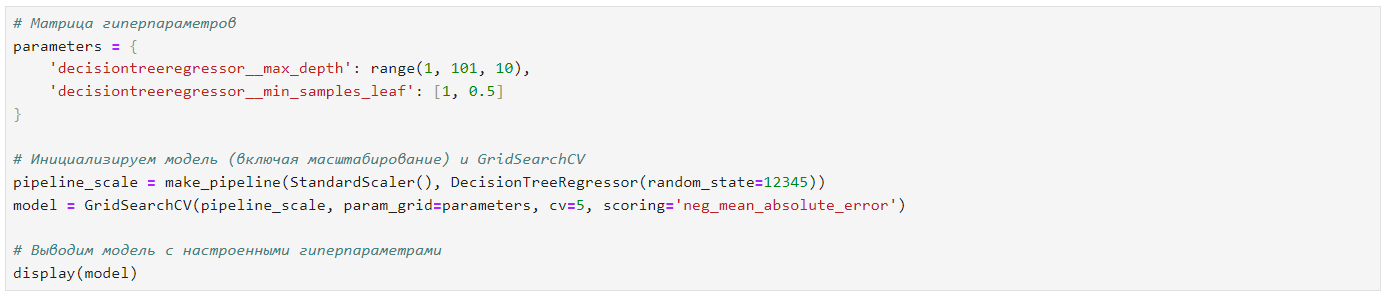 # Матрица гиперпараметров
parameters = {
    'decisiontreeregressor__max_depth': range(1, 101, 10),
    'decisiontreeregressor__min_samples_leaf': [1, 0.5]
}
# Инициализируем модель (включая масштабирование) и GridSearchCV
pipeline_scale = make_pipeline(StandardScaler(), DecisionTreeRegressor(random_state=12345))
model = GridSearchCV(pipeline_scale, param_grid=parameters, cv=5, scoring='neg_mean_absolute_error')
# Выводим модель с настроенными гиперпараметрами
display(model)